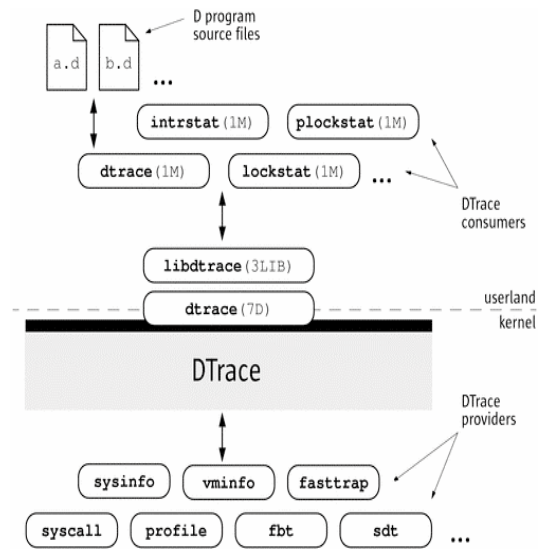 D program
source files
a.d
b.d
...
intrstat(1M)
plockstat(1M)
dtrace(1M)
lockstat(1M)
...
DTrace
consumers
libdtrace(3LIB)
dtrace(7D)
userland
kernel
DTrace
DTrace
providers
sysinfo
vminfo
fasttrap
syscall
profile
fbt
sdt
...